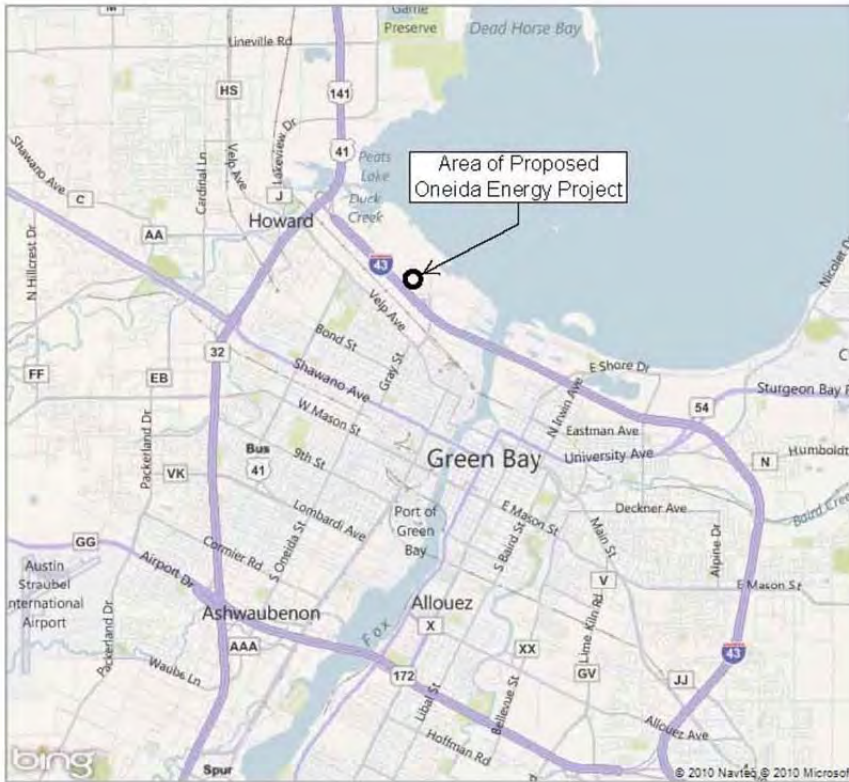 M
Game
Preserve
Dead Horse Bay
Lineville Rd
HS
141
Velp Ave
Lakeview Dr
41
Peats
Lake
Area of Proposed
Oneida Energy Project
Shawano Ave
C
Cardinal Ln
J
Duck
Creek
Howard
AA
43
N Hillcrest Dr
Nicolet Dr
Velp Ave
Bond St
Gray St
32
E Shore Dr
FF
EB
Shawano Ave
N Irwin Ave
54
Sturgeon Bay R
W Mason St
Eastman Ave
Packerland Dr
Bus
41
Green Bay
University Ave
N
Humboldt
9th St
VK
Port of
Green
Bay
E Mason St
Deckner Ave
Baird Creek
Lombardi Ave
Main St
GG
Cormier Rd
S Oneida St
S Baird St
Alpine Dr
Austin
Straubel
International
Airport
Airport Dr
V
E Mason St
Ashwaubenon
Allouez
Packerland Dr
Fox
X
Lime Kiln Rd
AAA
XX
43
Waubs Ln
172
GV
JJ
Libal St
Bellevue St
Allouez Ave
Hoffman Rd
bing
Spur
© 2010 Navteq © 2010 Microsof